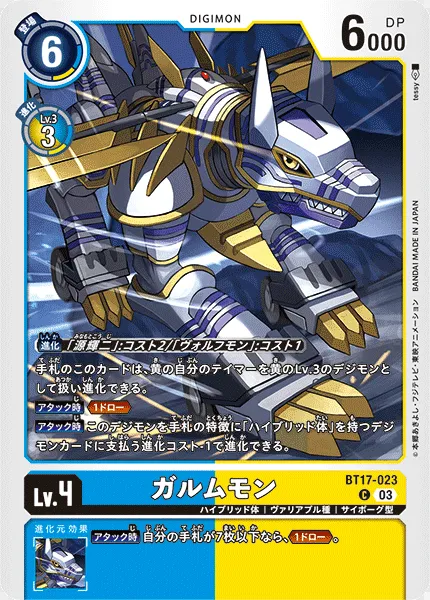 登場
6
DIGIMON
6000
DP
進化
Lv.3
3
tessy
© 本郷あきよし・フジテレビ・東映アニメーション BANDAI MADE IN JAPAN
進化 「源輝二」:コスト2/「ヴォルフモン」:コスト1
手札のこのカードは、黄の自分のテイマーを黄のLv.3のデジモンと
して扱い進化できる。
アタック時 《1ドロー》
アタック時 このデジモンを手札の特徴に「ハイブリッド体」を持つデジ
モンカードに支払う進化コスト-1で進化できる。
BT17-023
Lv.4
ガルムモン
C 03
ハイブリッド体 | ヴァリアブル種 | サイボーグ型
進化元効果
アタック時 自分の手札が7枚以下なら、《1ドロー》。